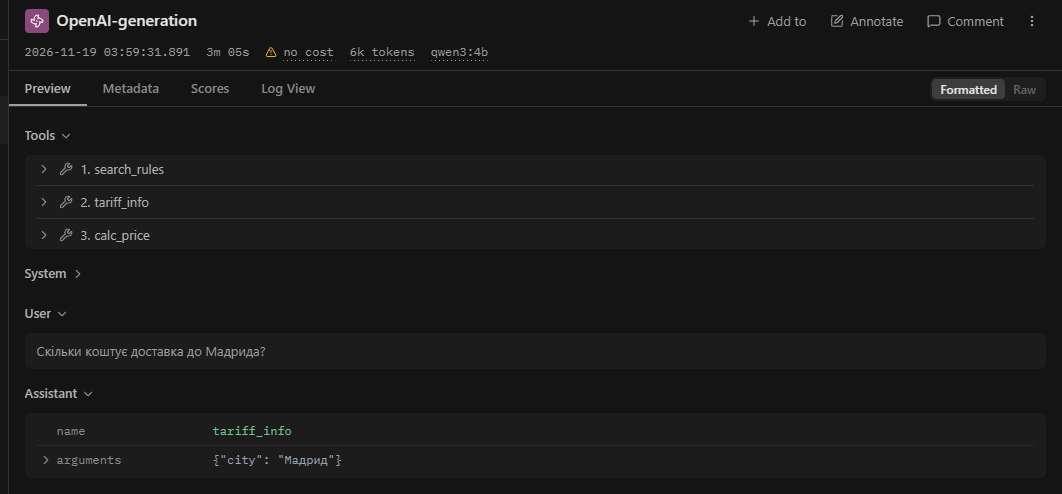 OpenAI-generation
Add to
Annotate
Comment
2026-11-19 03:59:31.891 3m 05s no cost 6k tokens qwen3:4b
Preview Metadata Scores Log View
Formatted Raw
Tools
1. search_rules
2. tariff_info
3. calc_price
System
User
Скільки коштує доставка до Мадрида?
Assistant
name tariff_info
arguments {"city": "Мадрид"}